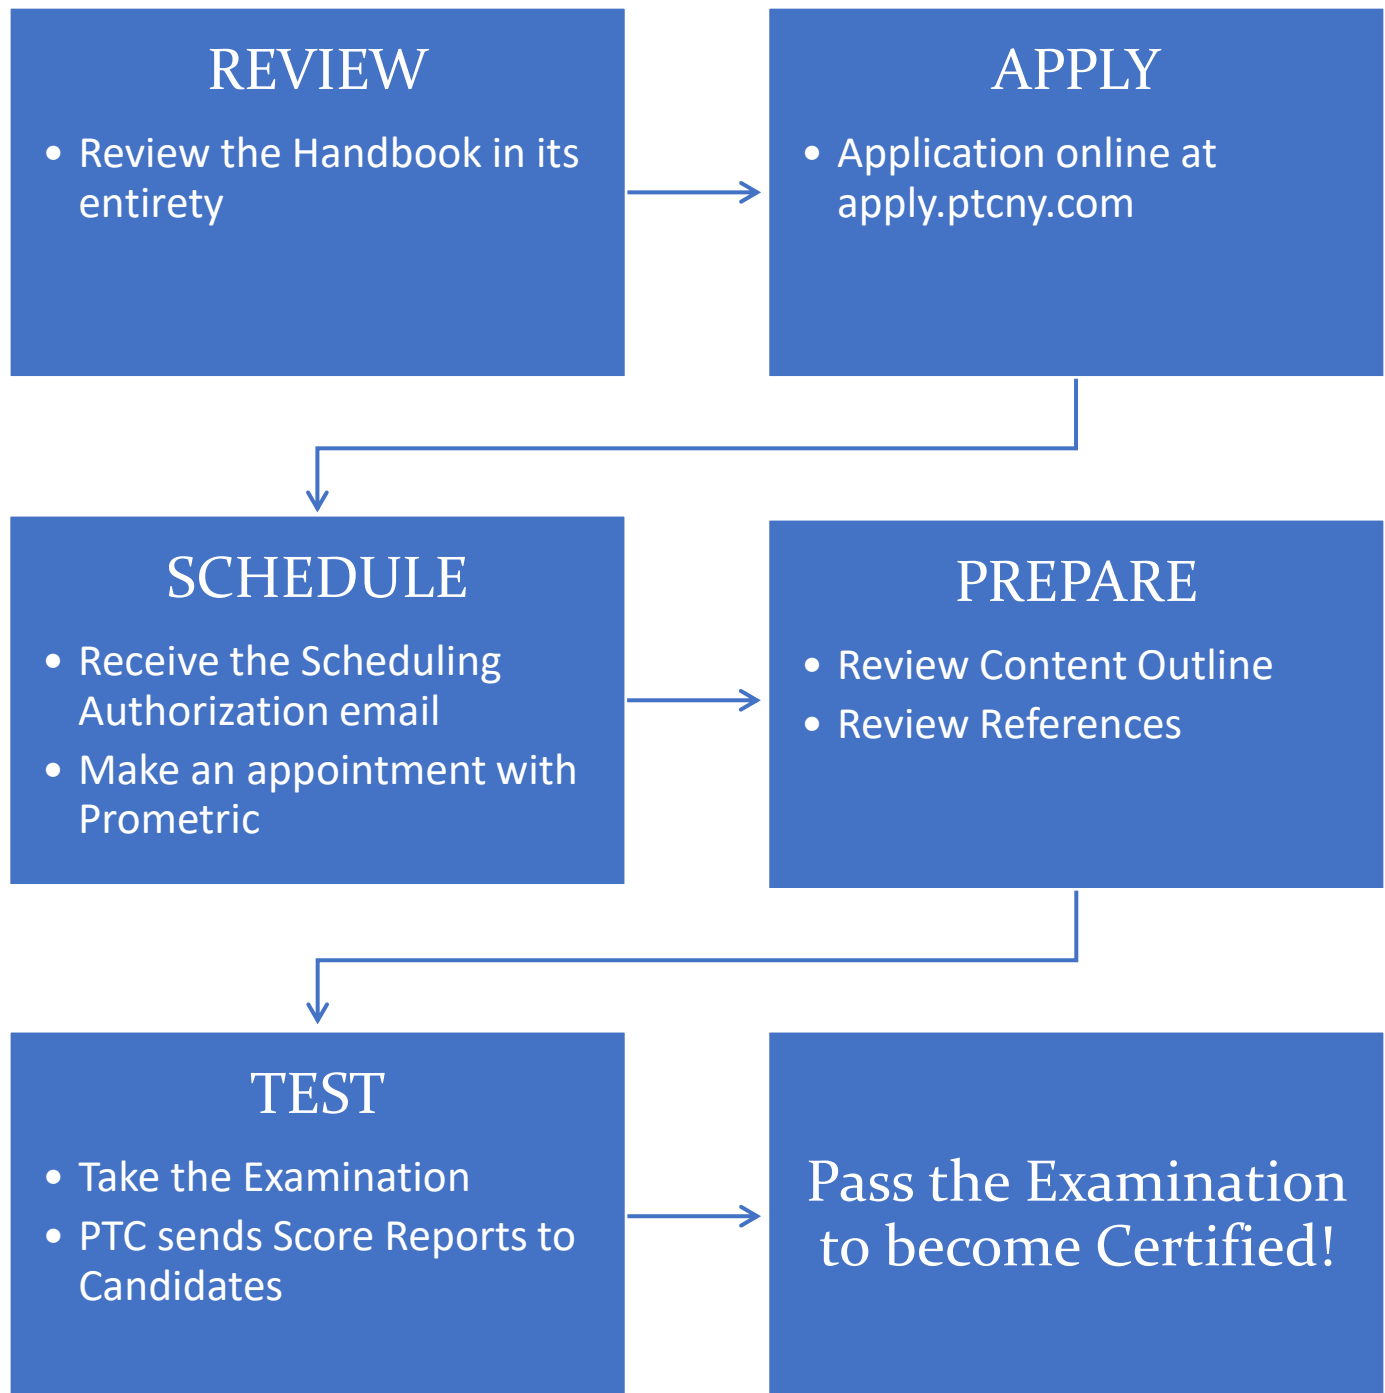 REVIEW
• Review the Handbook in its
entirety
APPLY
• Application online at
apply.ptcny.com
SCHEDULE
• Receive the Scheduling
Authorization email
• Make an appointment with
Prometric
PREPARE
• Review Content Outline
• Review References
TEST
• Take the Examination
• PTC sends Score Reports to
Candidates
Pass the Examination
to become Certified!